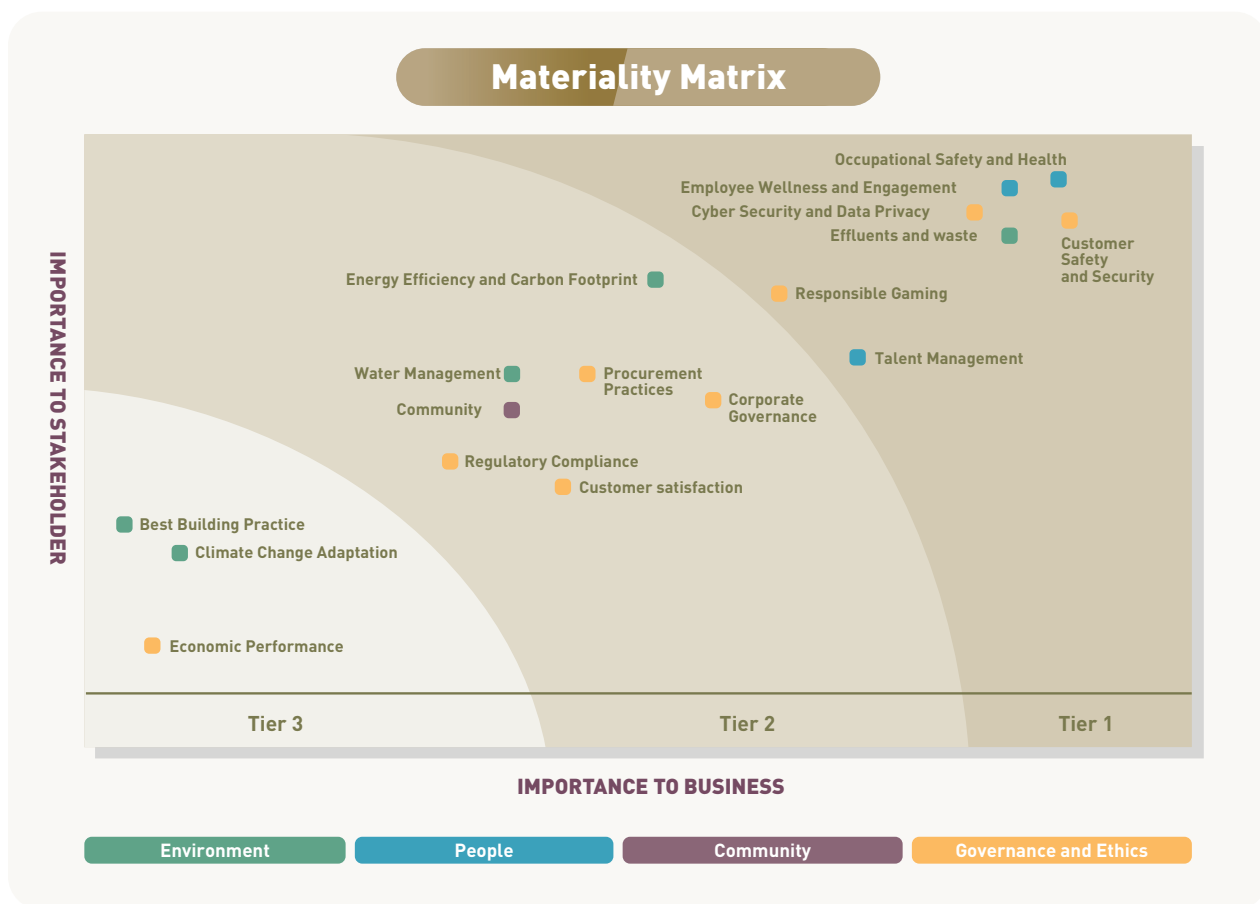 Materiality Matrix
IMPORTANCE TO STAKEHOLDER
Occupational Safety and Health
Employee Wellness and Engagement
Cyber Security and Data Privacy
Effluents and waste
Customer
Safety
and Security
Energy Efficiency and Carbon Footprint
Responsible Gaming
Talent Management
Water Management
Procurement
Practices
Corporate
Governance
Community
Regulatory Compliance
Customer satisfaction
Best Building Practice
Climate Change Adaptation
Economic Performance
Tier 3
Tier 2
Tier 1
IMPORTANCE TO BUSINESS
Environment
People
Community
Governance and Ethics